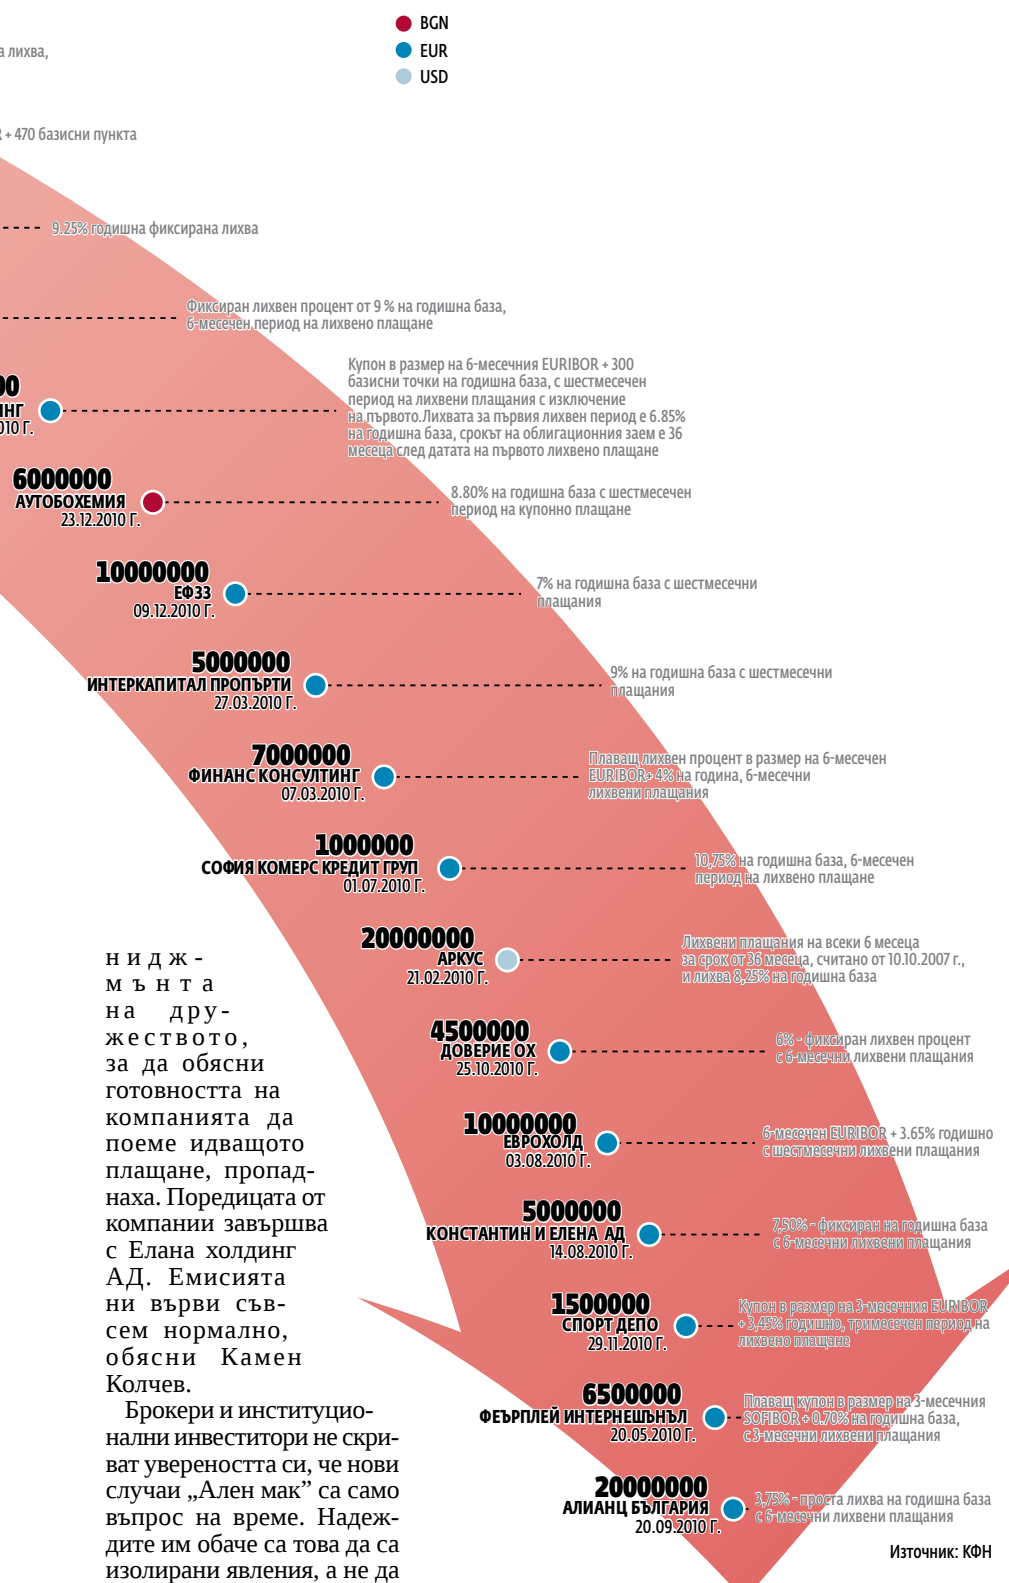 BGN
EUR
USD
а лихва,
+ 470 базисни пункта
9.25% годишна фиксирана лихва
Фиксиран лихвен процент от 9 % на годишна база,
6-месечен период на лихвено плащане
00
ИНГ
010 Г.
Купон в размер на 6-месечния EURIBOR + 300
базисни точки на годишна база, с шестмесечен
период на лихвени плащания с изключение
на първото.Лихвата за първия лихвен период е 6.85%
на годишна база, срокът на облигационния заем е 36
месеца след датата на първото лихвено плащане
6000000
АУТОБОХЕМИЯ
23.12.2010 Г.
8.80% на годишна база с шестмесечен
период на купонно плащане
10000000
ЕФ33
09.12.2010 Г.
7% на годишна база с шестмесечни
плащания
5000000
ИНТЕРКАПИТАЛ ПРОПЪРТИ
27.03.2010 Г.
9% на годишна база с шестмесечни
плащания
7000000
ФИНАНС КОНСУЛТИНГ
07.03.2010 Г.
Плаващ лихвен процент в размер на 6-месечен
EURIBOR+ 4% на година, 6-месечни
лихвени плащания
1000000
СОФИЯ КОМЕРС КРЕДИТ ГРУП
01.07.2010 Г.
10,75% на годишна база, 6-месечен
период на лихвено плащане
20000000
АРКУС
21.02.2010 Г.
Лихвени плащания на всеки 6 месеца
за срок от 36 месеца, считано от 10.10.2007 г.,
и лихва 8,25% на годишна база
4500000
ДОВЕРИЕ ОХ
25.10.2010 Г.
6% - фиксиран лихвен процент
с 6-месечни лихвени плащания
10000000
ЕВРОХОЛД
03.08.2010 Г.
6-месечен EURIBOR + 3.65% годишно
с шестмесечни лихвени плащания
5000000
КОНСТАНТИН И ЕЛЕНА АД
14.08.2010 Г.
7,50% - фиксиран на годишна база
с 6-месечни лихвени плащания
1500000
СПОРТ ДЕПО
29.11.2010 Г.
Купон в размер на 3-месечния EURIBOR
+ 3,45% годишно, тримесечен период на
лихвено плащане
6500000
ФЕЪРПЛЕЙ ИНТЕРНЕШЪНЪЛ
20.05.2010 Г.
Плаващ купон в размер на 3-месечния
SOFIBOR + 0.70% на годишна база,
с 3-месечни лихвени плащания
20000000
АЛИАНЦ БЪЛГАРИЯ
20.09.2010 Г.
3,75% - проста лихва на годишна база
с 6-месечни лихвени плащания
Източник: КФН
нидж-
мънта
на дру-
жеството,
за да обясни
готовността на
компанията да
поеме идващото
плащане, пропад-
наха. Поредицата от
компании завършва
с Елана холдинг
АД. Емисията
ни върви съв-
сем нормално,
обясни Камен
Колчев.
Брокери и институцио-
нални инвеститори не скри-
ват увереността си, че нови
случаи „Ален мак” са само
въпрос на време. Надеж-
дите им обаче са това да са
изолирани явления, а не да